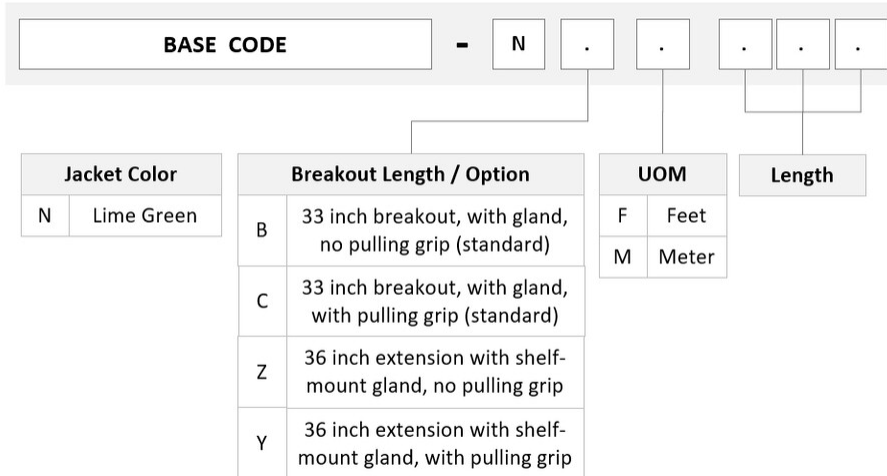 BASE CODE - N . . . . .
Jacket Color
N Lime Green
Breakout Length / Option
B 33 inch breakout, with gland,
no pulling grip (standard)
C 33 inch breakout, with gland,
with pulling grip (standard)
Z 36 inch extension with shelf-
mount gland, no pulling grip
Y 36 inch extension with shelf-
mount gland, with pulling grip
UOM
F Feet
M Meter
Length